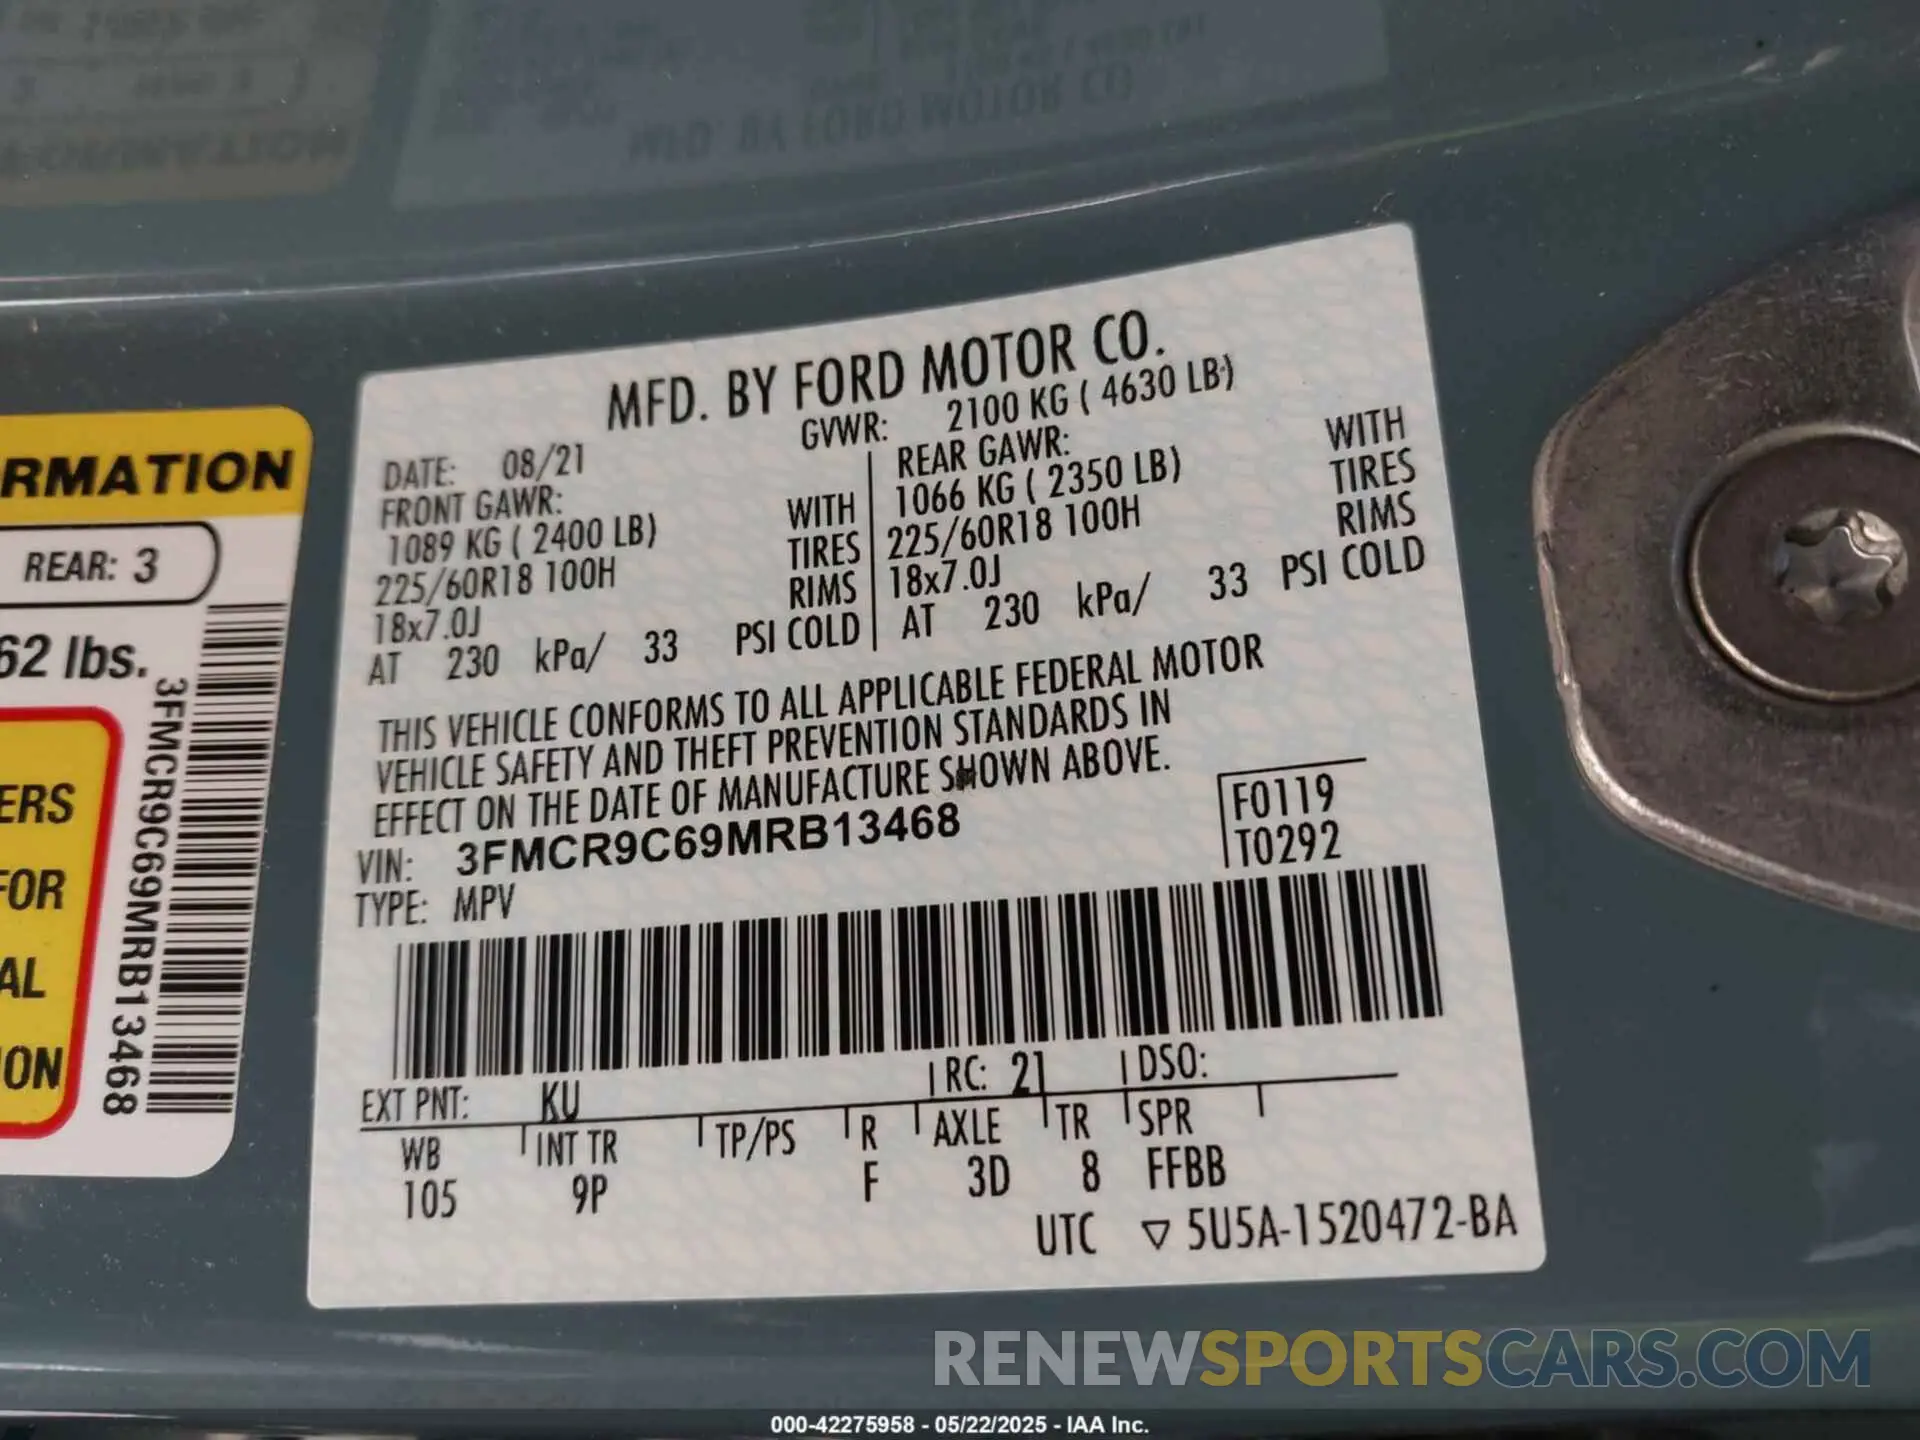 MFD. BY FORD MOTOR CO.
DATE: 08/21
GVWR: 2100 KG ( 4630 LB)
FRONT GAWR:
1089 KG ( 2400 LB) WITH
225/60R18 100H TIRES
18x7.0J RIMS
AT 230 kPa/ 33 PSI COLD
REAR GAWR:
1066 KG ( 2350 LB) WITH
225/60R18 100H TIRES
18x7.0J RIMS
AT 230 kPa/ 33 PSI COLD
THIS VEHICLE CONFORMS TO ALL APPLICABLE FEDERAL MOTOR
VEHICLE SAFETY AND THEFT PREVENTION STANDARDS IN
EFFECT ON THE DATE OF MANUFACTURE SHOWN ABOVE.
VIN: 3FMCR9C69MRB13468
TYPE: MPV
F0119
T0292
EXT PNT: KU RC: 21 DSO:
WB INT TR TP/PS R AXLE TR SPR
105 9P F 3D 8 FFBB
UTC ▽ 5U5A-1520472-BA
RMATION
REAR: 3
62 lbs.
ERS
FOR
AL
ION
3FMCR9C69MRB13468
RENEWSPORTSCARS.COM
000-42275958 - 05/22/2025 - IAA Inc.